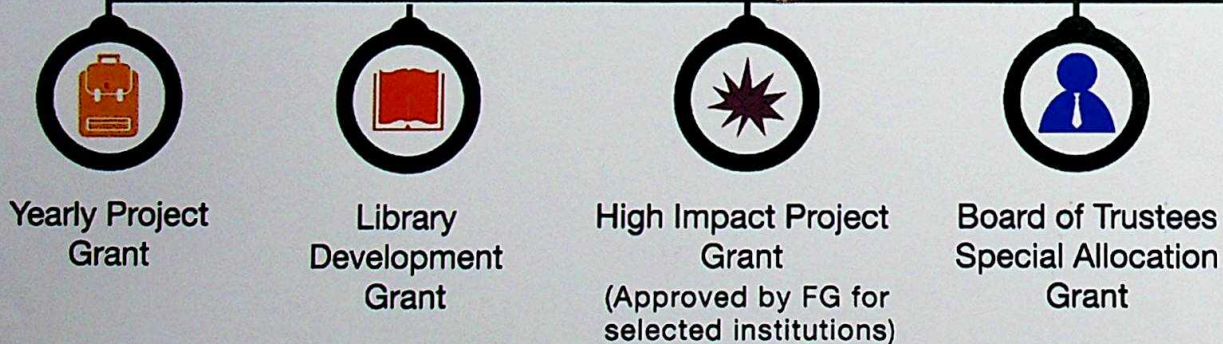 Yearly Project
Grant
Library
Development
Grant
High Impact Project
Grant
(Approved by FG for
selected institutions)
Board of Trustees
Special Allocation
Grant